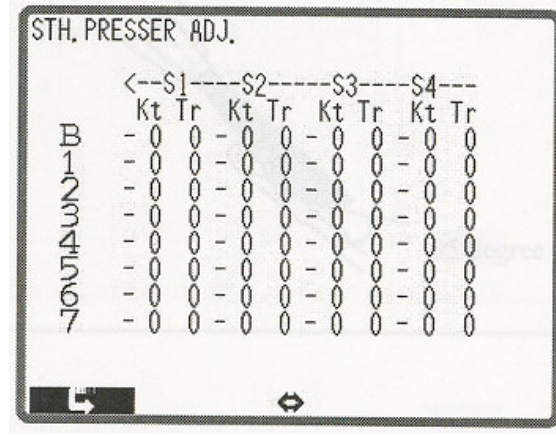 STH. PRESSER ADJ.
<--S1----S2-----S3----S4---
Kt Tr Kt Tr Kt Tr Kt Tr
B - 0 0 - 0 0 - 0 0 - 0 0
1 - 0 0 - 0 0 - 0 0 - 0 0
2 - 0 0 - 0 0 - 0 0 - 0 0
3 - 0 0 - 0 0 - 0 0 - 0 0
4 - 0 0 - 0 0 - 0 0 - 0 0
5 - 0 0 - 0 0 - 0 0 - 0 0
6 - 0 0 - 0 0 - 0 0 - 0 0
7 - 0 0 - 0 0 - 0 0 - 0 0
degree